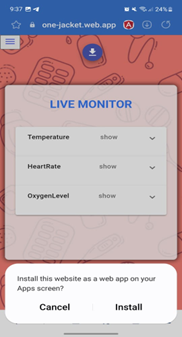 9:37
24%
one-jacket.web.app
LIVE MONITOR
Temperature show
HeartRate show
OxygenLevel show
Install this website as a web app on your
Apps screen?
Cancel Install